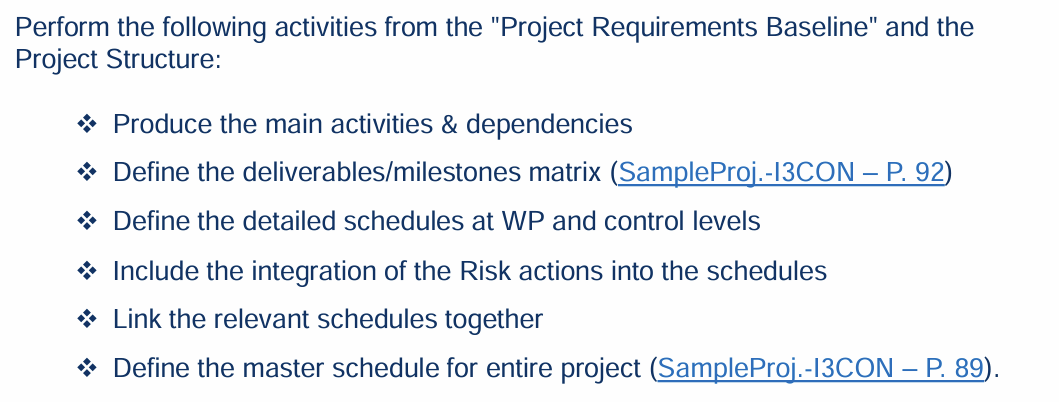 Perform the following activities from the "Project Requirements Baseline" and the
Project Structure:
❖ Produce the main activities & dependencies
❖ Define the deliverables/milestones matrix (SampleProj.-I3CON – P. 92)
❖ Define the detailed schedules at WP and control levels
❖ Include the integration of the Risk actions into the schedules
❖ Link the relevant schedules together
❖ Define the master schedule for entire project (SampleProj.-I3CON – P. 89).